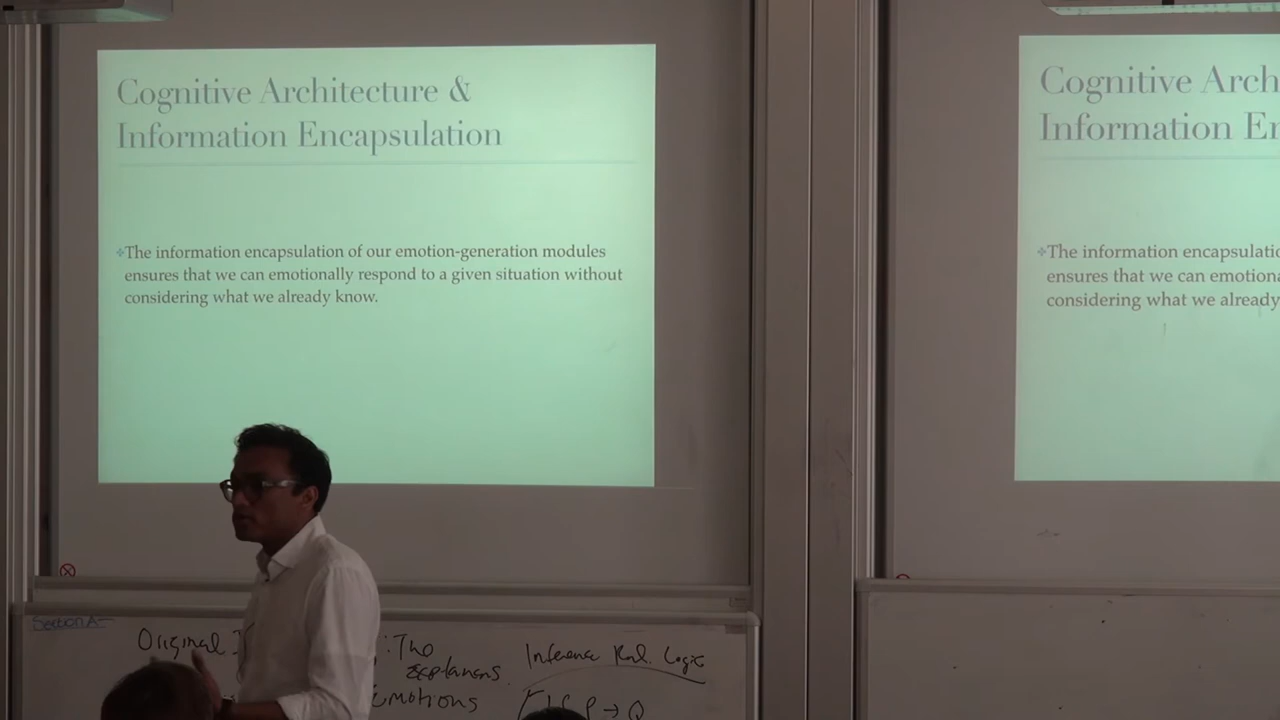 Cognitive Architecture &
Information Encapsulation
The information encapsulation of our emotion-generation modules
ensures that we can emotionally respond to a given situation without
considering what we already know.
Cognitive Arch
Information En
The information encapsulatio
ensures that we can emotiona
considering what we already
Section A
Original
: The
Emotions
Inference Rul. Logic
P → Q